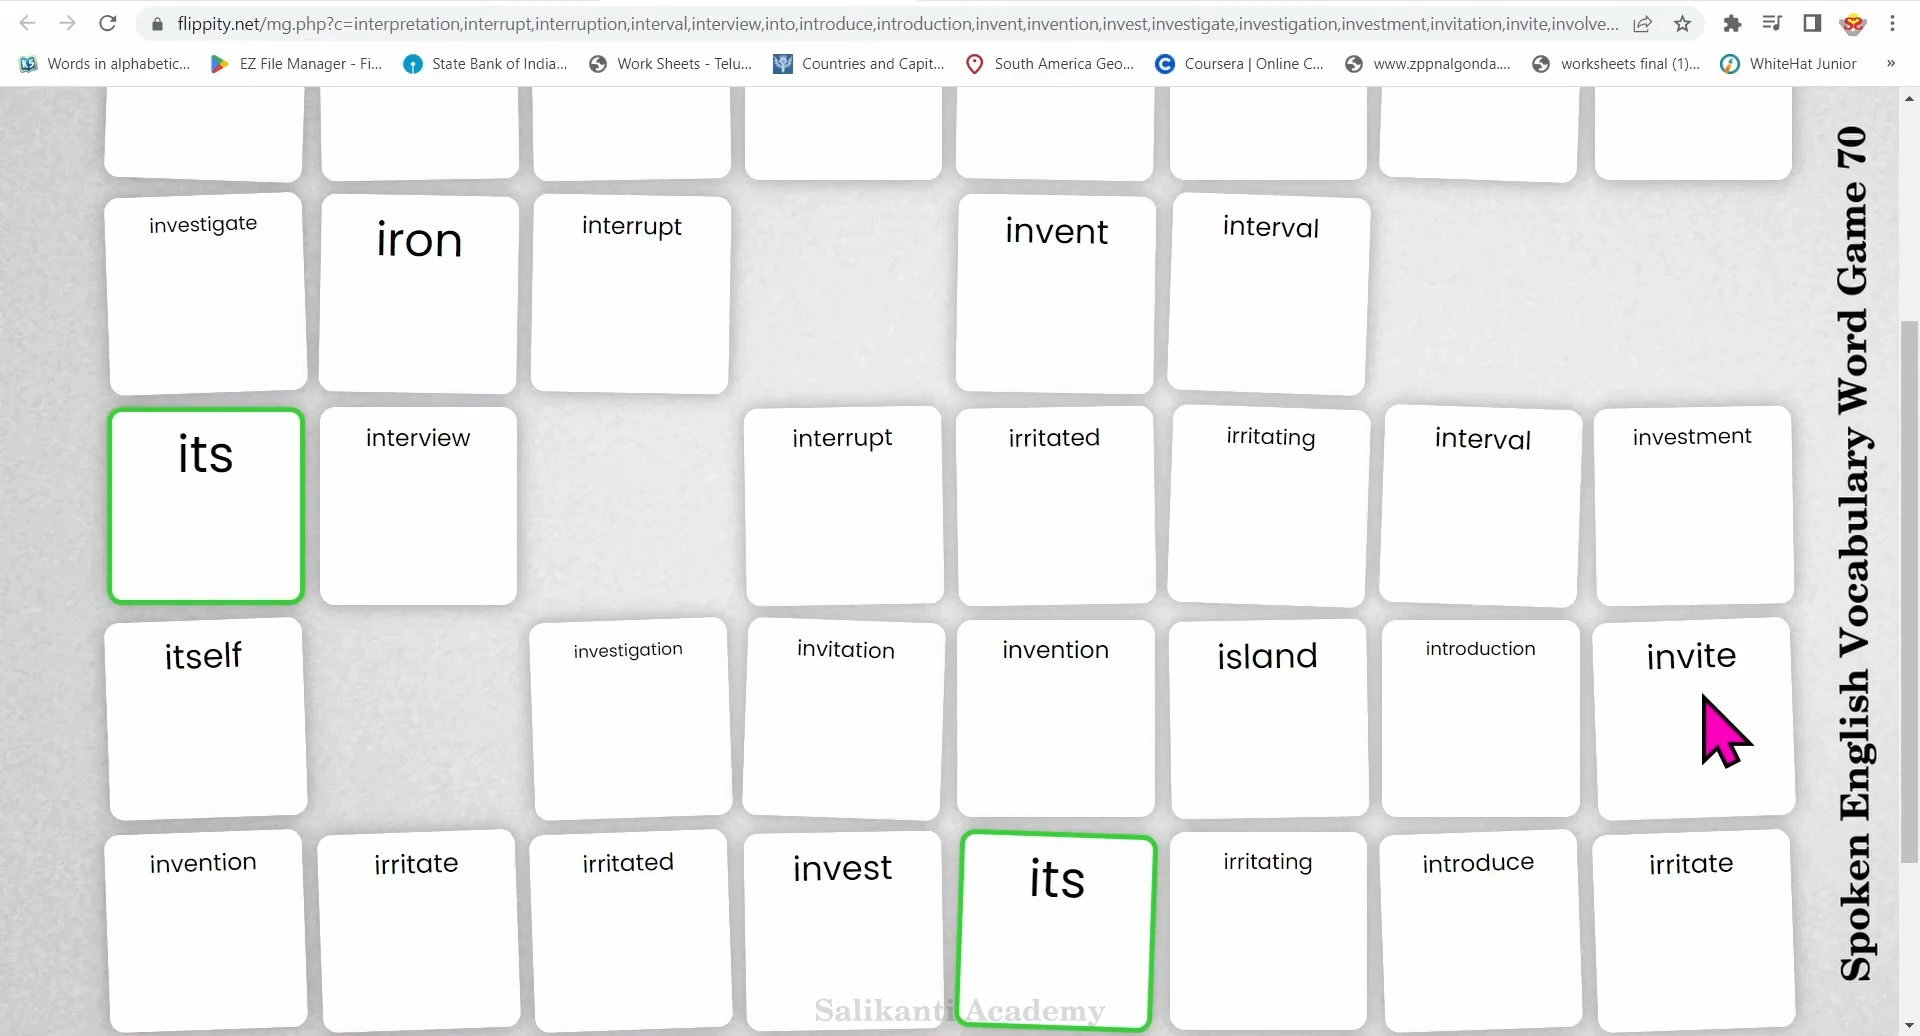 flippity.net/mg.php?c=interpretation,interrupt,interruption,interval,interview,into,introduce,introduction,invent,invention,invest,investigate,investigation,investment,invitation,invite,involve...
Words in alphabetic... EZ File Manager - Fi... State Bank of India... Work Sheets - Telu... Countries and Capit... South America Geo... Coursera | Online C... www.zppnalgonda.... worksheets final (1)... WhiteHat Junior »
investigate iron interrupt invent interval
its interview interrupt irritated irritating interval investment
itself investigation invitation invention island introduction invite
invention irritate irritated invest its irritating introduce irritate
Spoken English Vocabulary Word Game 70
Salikanti Academy